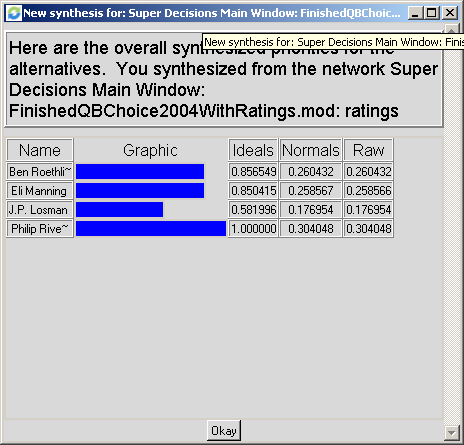 New synthesis for: Super Decisions Main Window: FinishedQBChoic...
New synthesis for: Super Decisions Main Window: Finis
Here are the overall synthesized priorities for the
alternatives. You synthesized from the network Super
Decisions Main Window:
FinishedQBChoice2004WithRatings.mod: ratings
Name Graphic Ideals Normals Raw
Ben Roethli~ 0.856549 0.260432 0.260432
Eli Manning 0.850415 0.258567 0.258566
J.P. Losman 0.581996 0.176954 0.176954
Philip Rive~ 1.000000 0.304048 0.304048
Okay